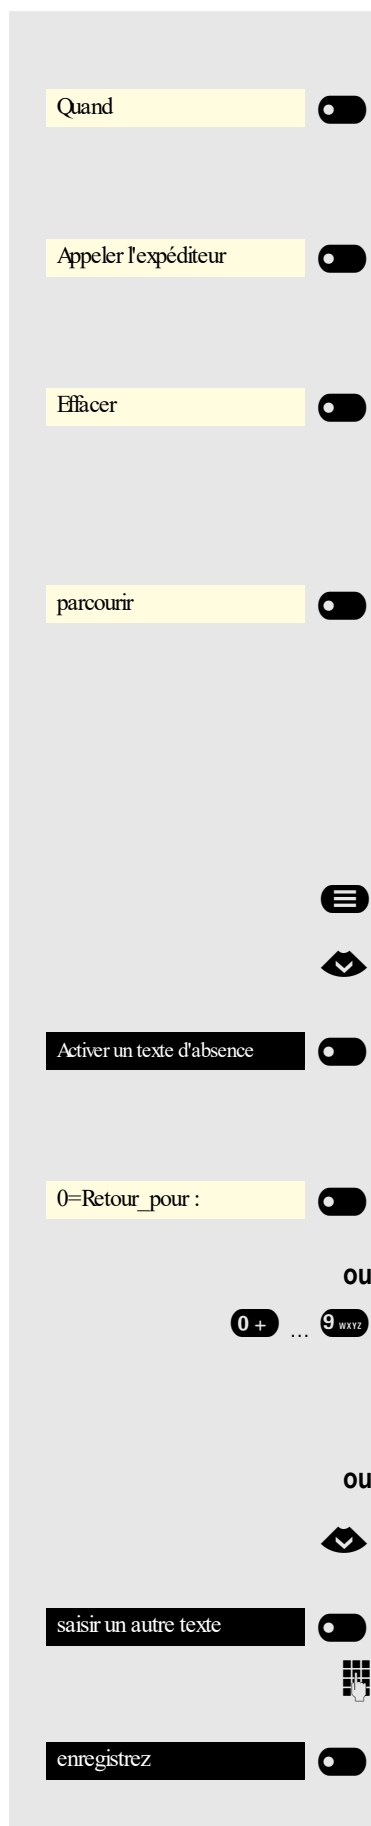 Quand
Appeler l'expéditeur
Effacer
parcourir
Activer un texte d'absence
0=Retour_pour :
ou
0 + ... 9 WXYZ
ou
saisir un autre texte
enregistrez